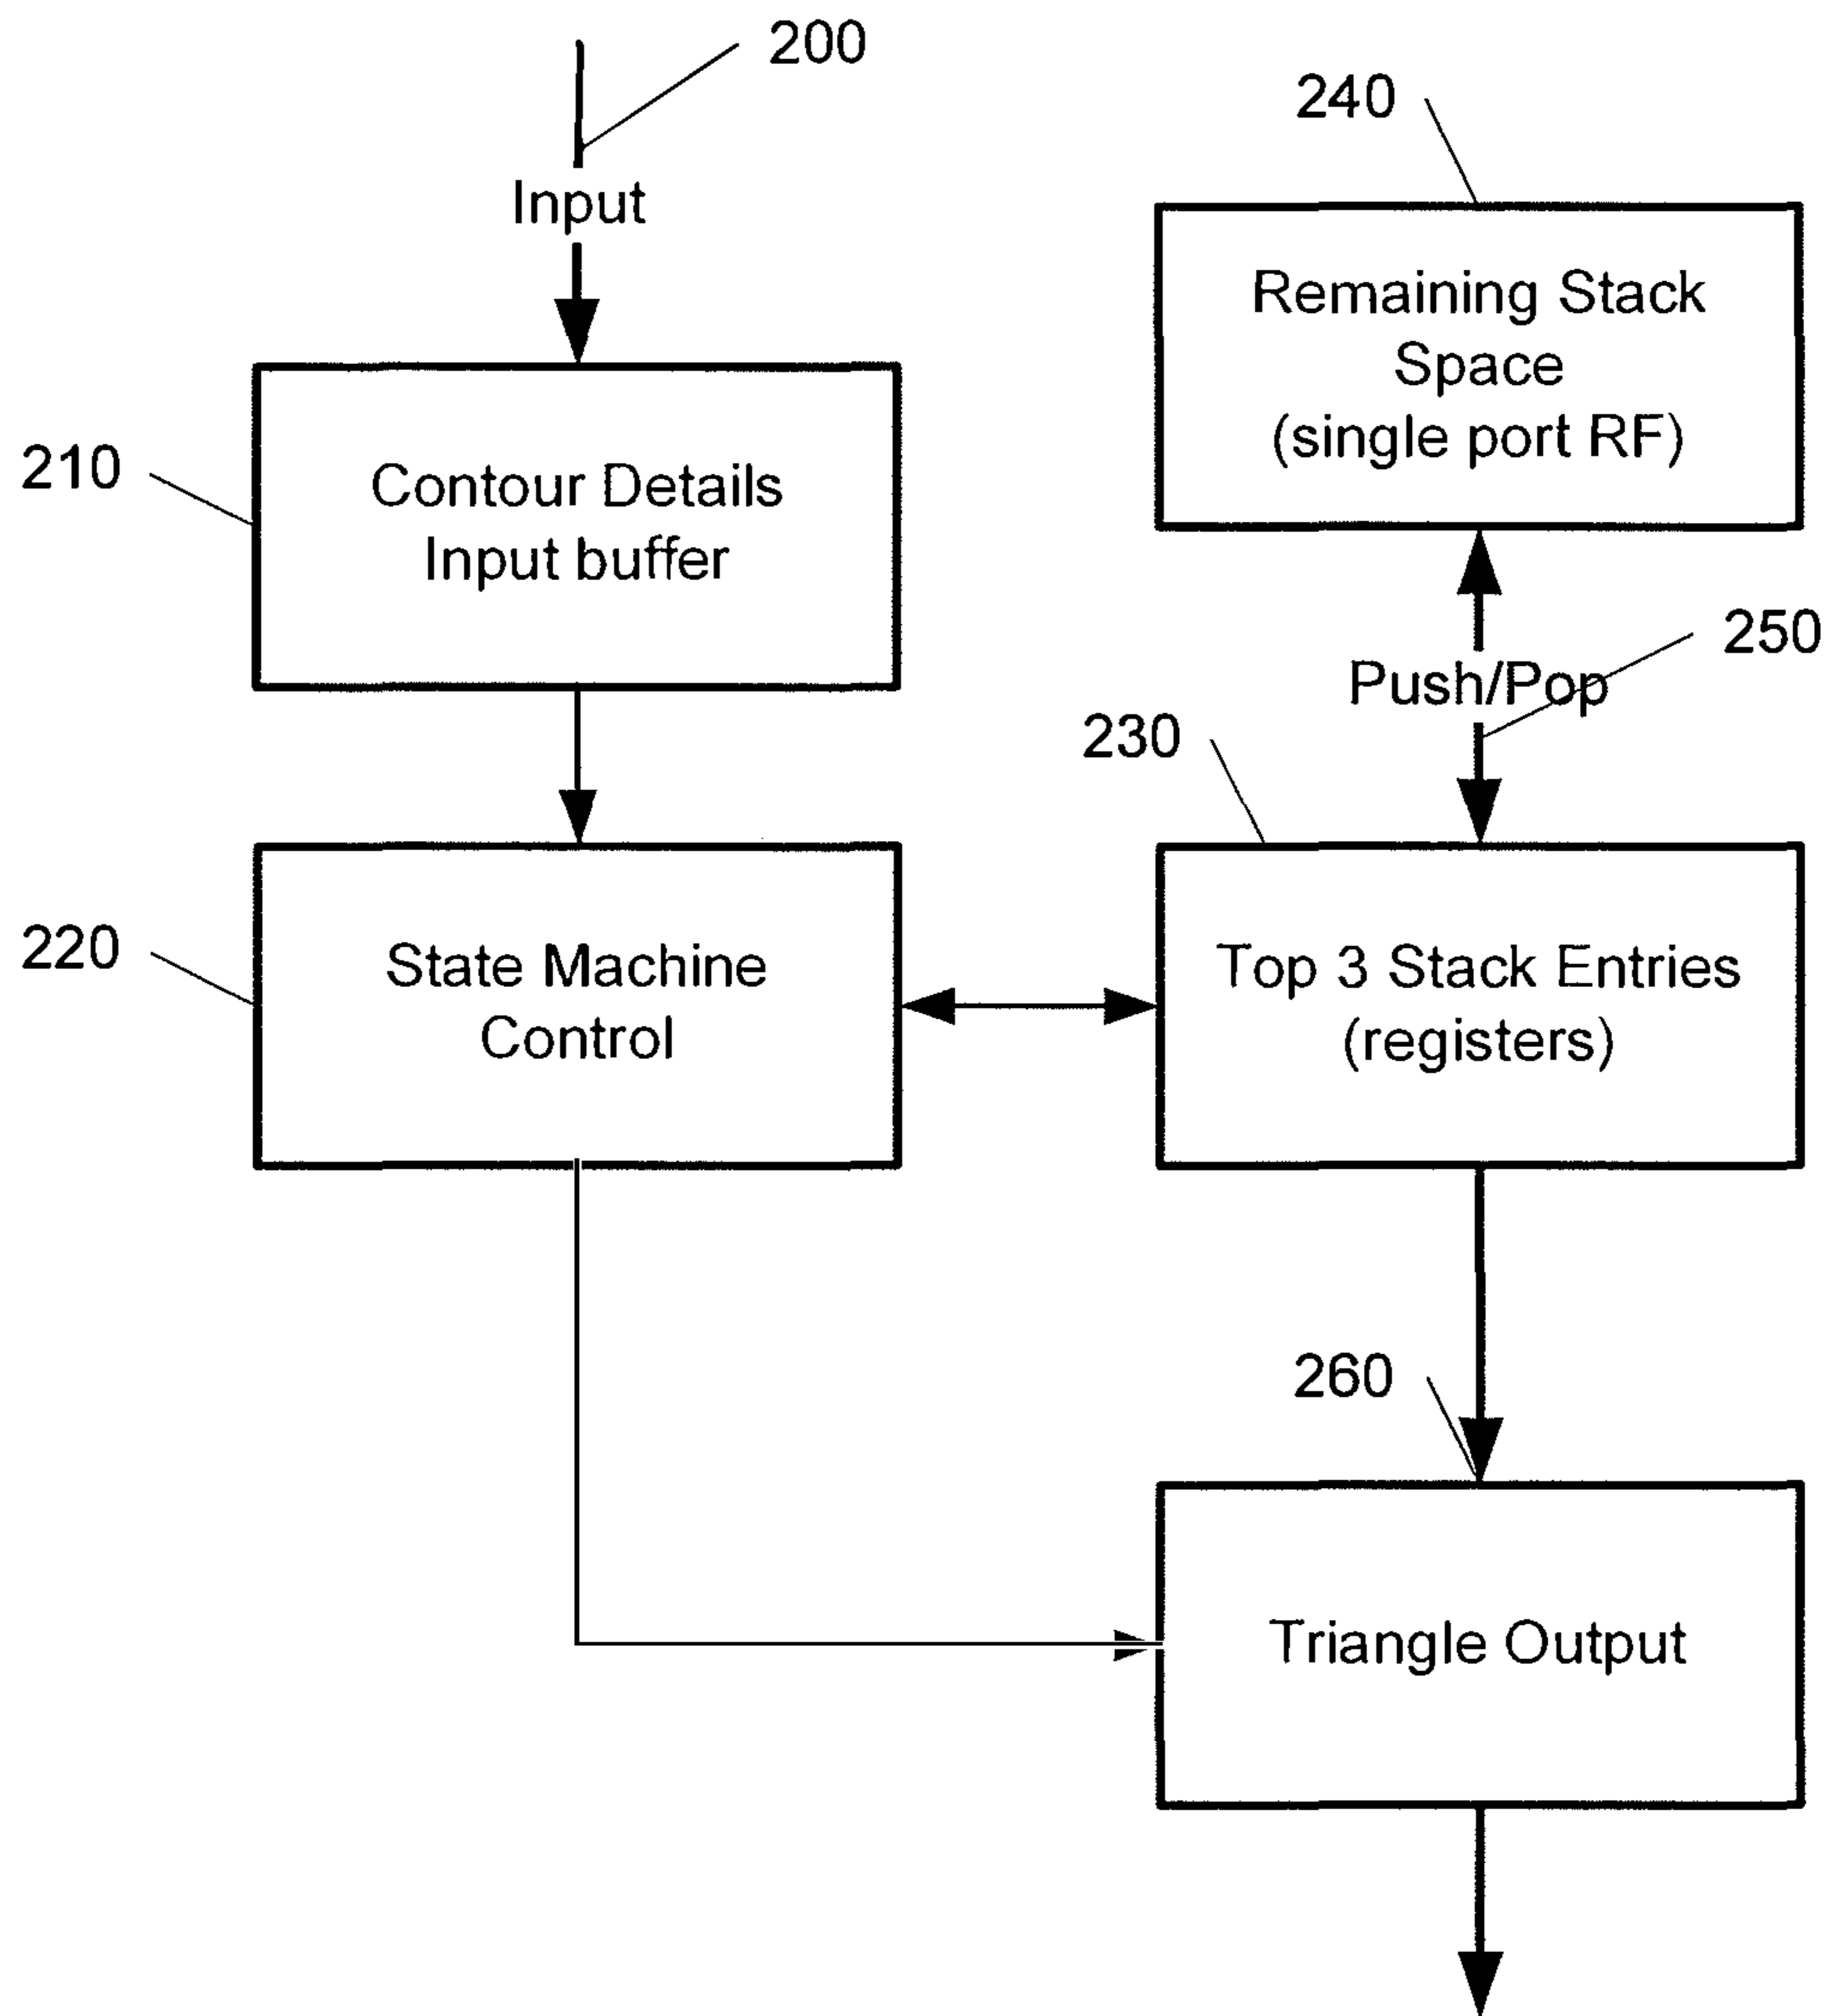 200
Input
240
Remaining Stack
Space
(single port RF)
210
Contour Details
Input buffer
250
Push/Pop
230
220
State Machine
Control
Top 3 Stack Entries
(registers)
260
Triangle Output